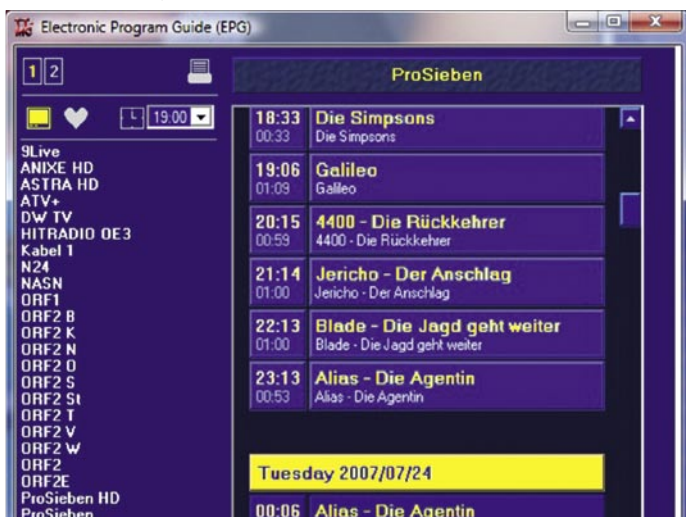 Electronic Program Guide (EPG)
1 2
ProSieben
19:00
9Live
ANIXE HD
ASTRA HD
ATV+
DW TV
HITRADIO OE3
Kabel 1
N24
NASN
ORF1
ORF2 B
ORF2 K
ORF2 N
ORF2 O
ORF2 S
ORF2 St
ORF2 T
ORF2 V
ORF2 W
ORF2
ORF2E
ProSieben HD
ProSieben
18:33 Die Simpsons
00:33 Die Simpsons
19:06 Galileo
01:09 Galileo
20:15 4400 - Die Rückkehrer
00:59 4400 - Die Rückkehrer
21:14 Jericho - Der Anschlag
01:00 Jericho - Der Anschlag
22:13 Blade - Die Jagd geht weiter
01:00 Blade - Die Jagd geht weiter
23:13 Alias - Die Agentin
00:53 Alias - Die Agentin
Tuesday 2007/07/24
00:06 Alias - Die Agentin